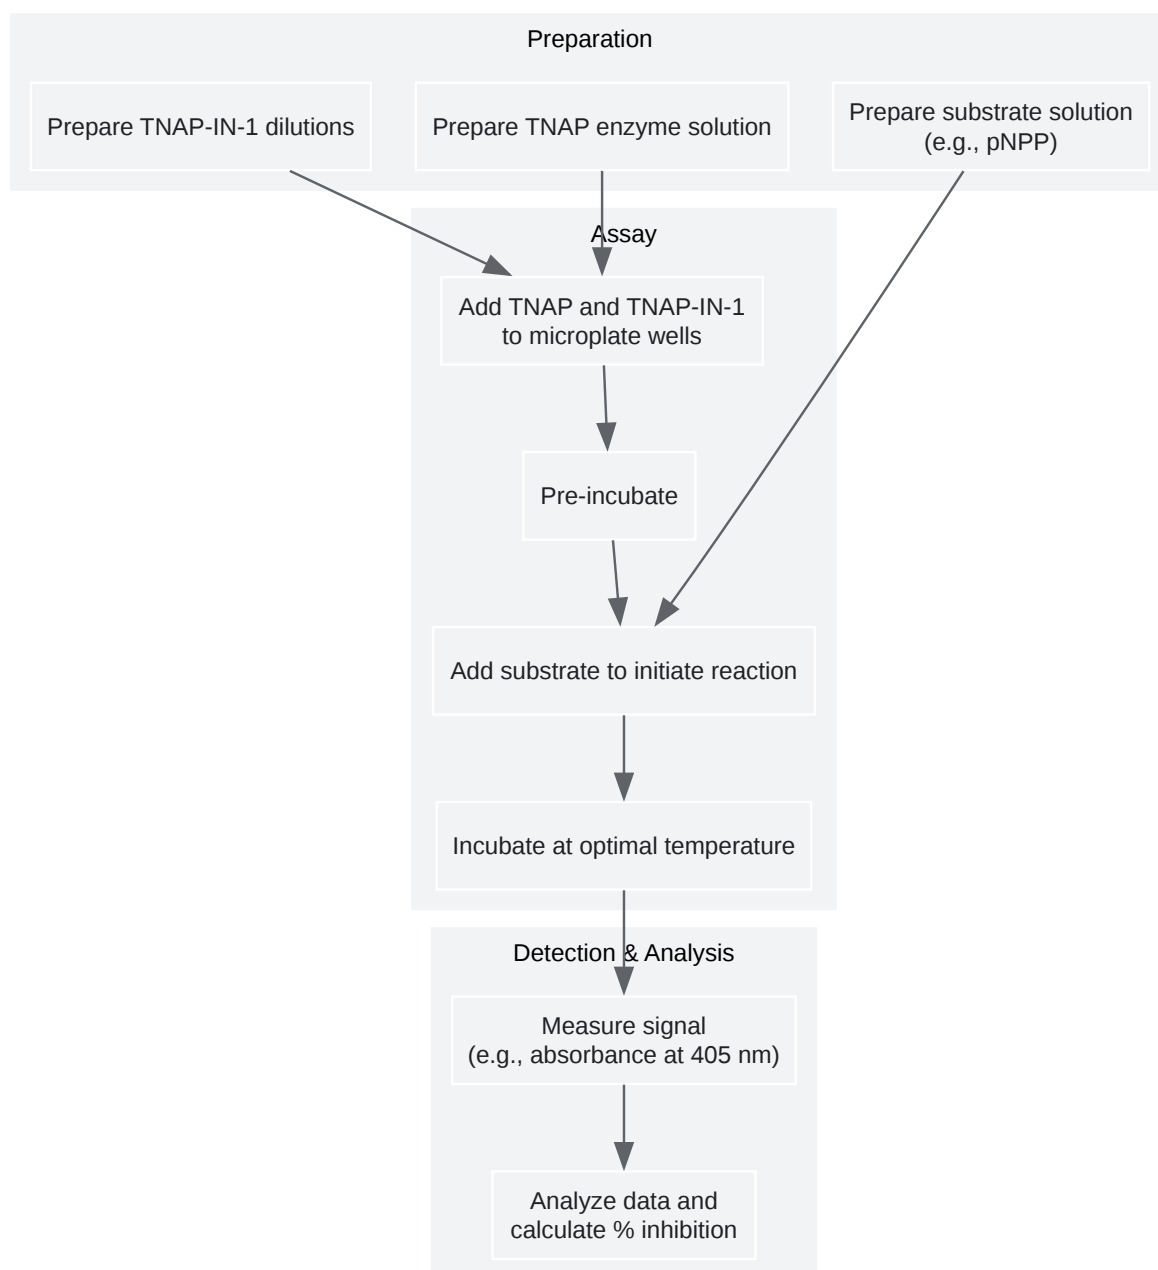 Preparation
Prepare TNAP-IN-1 dilutions
Prepare TNAP enzyme solution
Prepare substrate solution
(e.g., pNPP)
Assay
Add TNAP and TNAP-IN-1
to microplate wells
Pre-incubate
Add substrate to initiate reaction
Incubate at optimal temperature
Detection & Analysis
Measure signal
(e.g., absorbance at 405 nm)
Analyze data and
calculate % inhibition